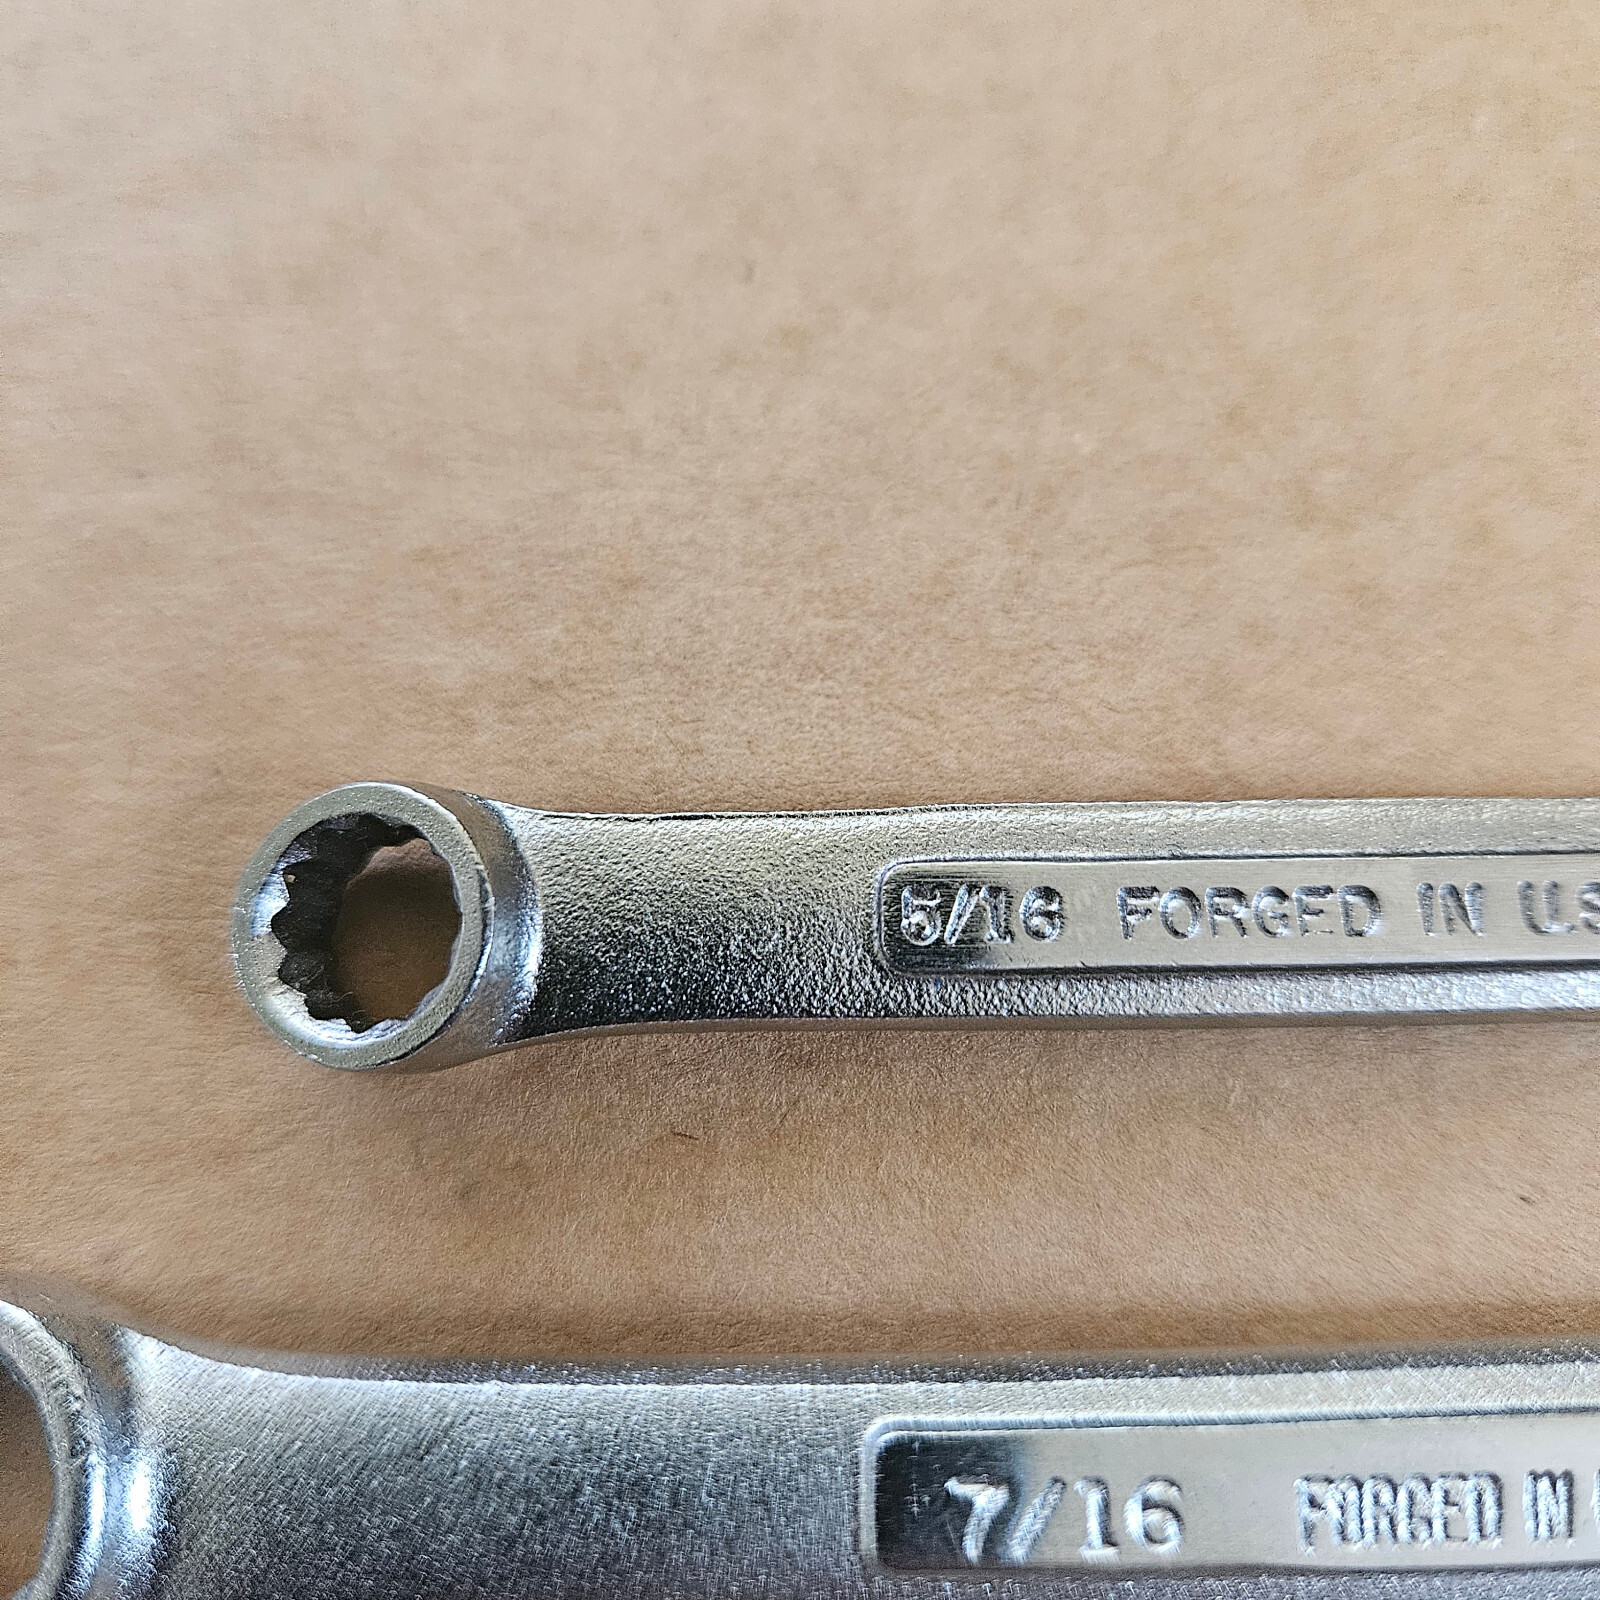 5/16 FORGED IN U.S
7/16 FORGED IN